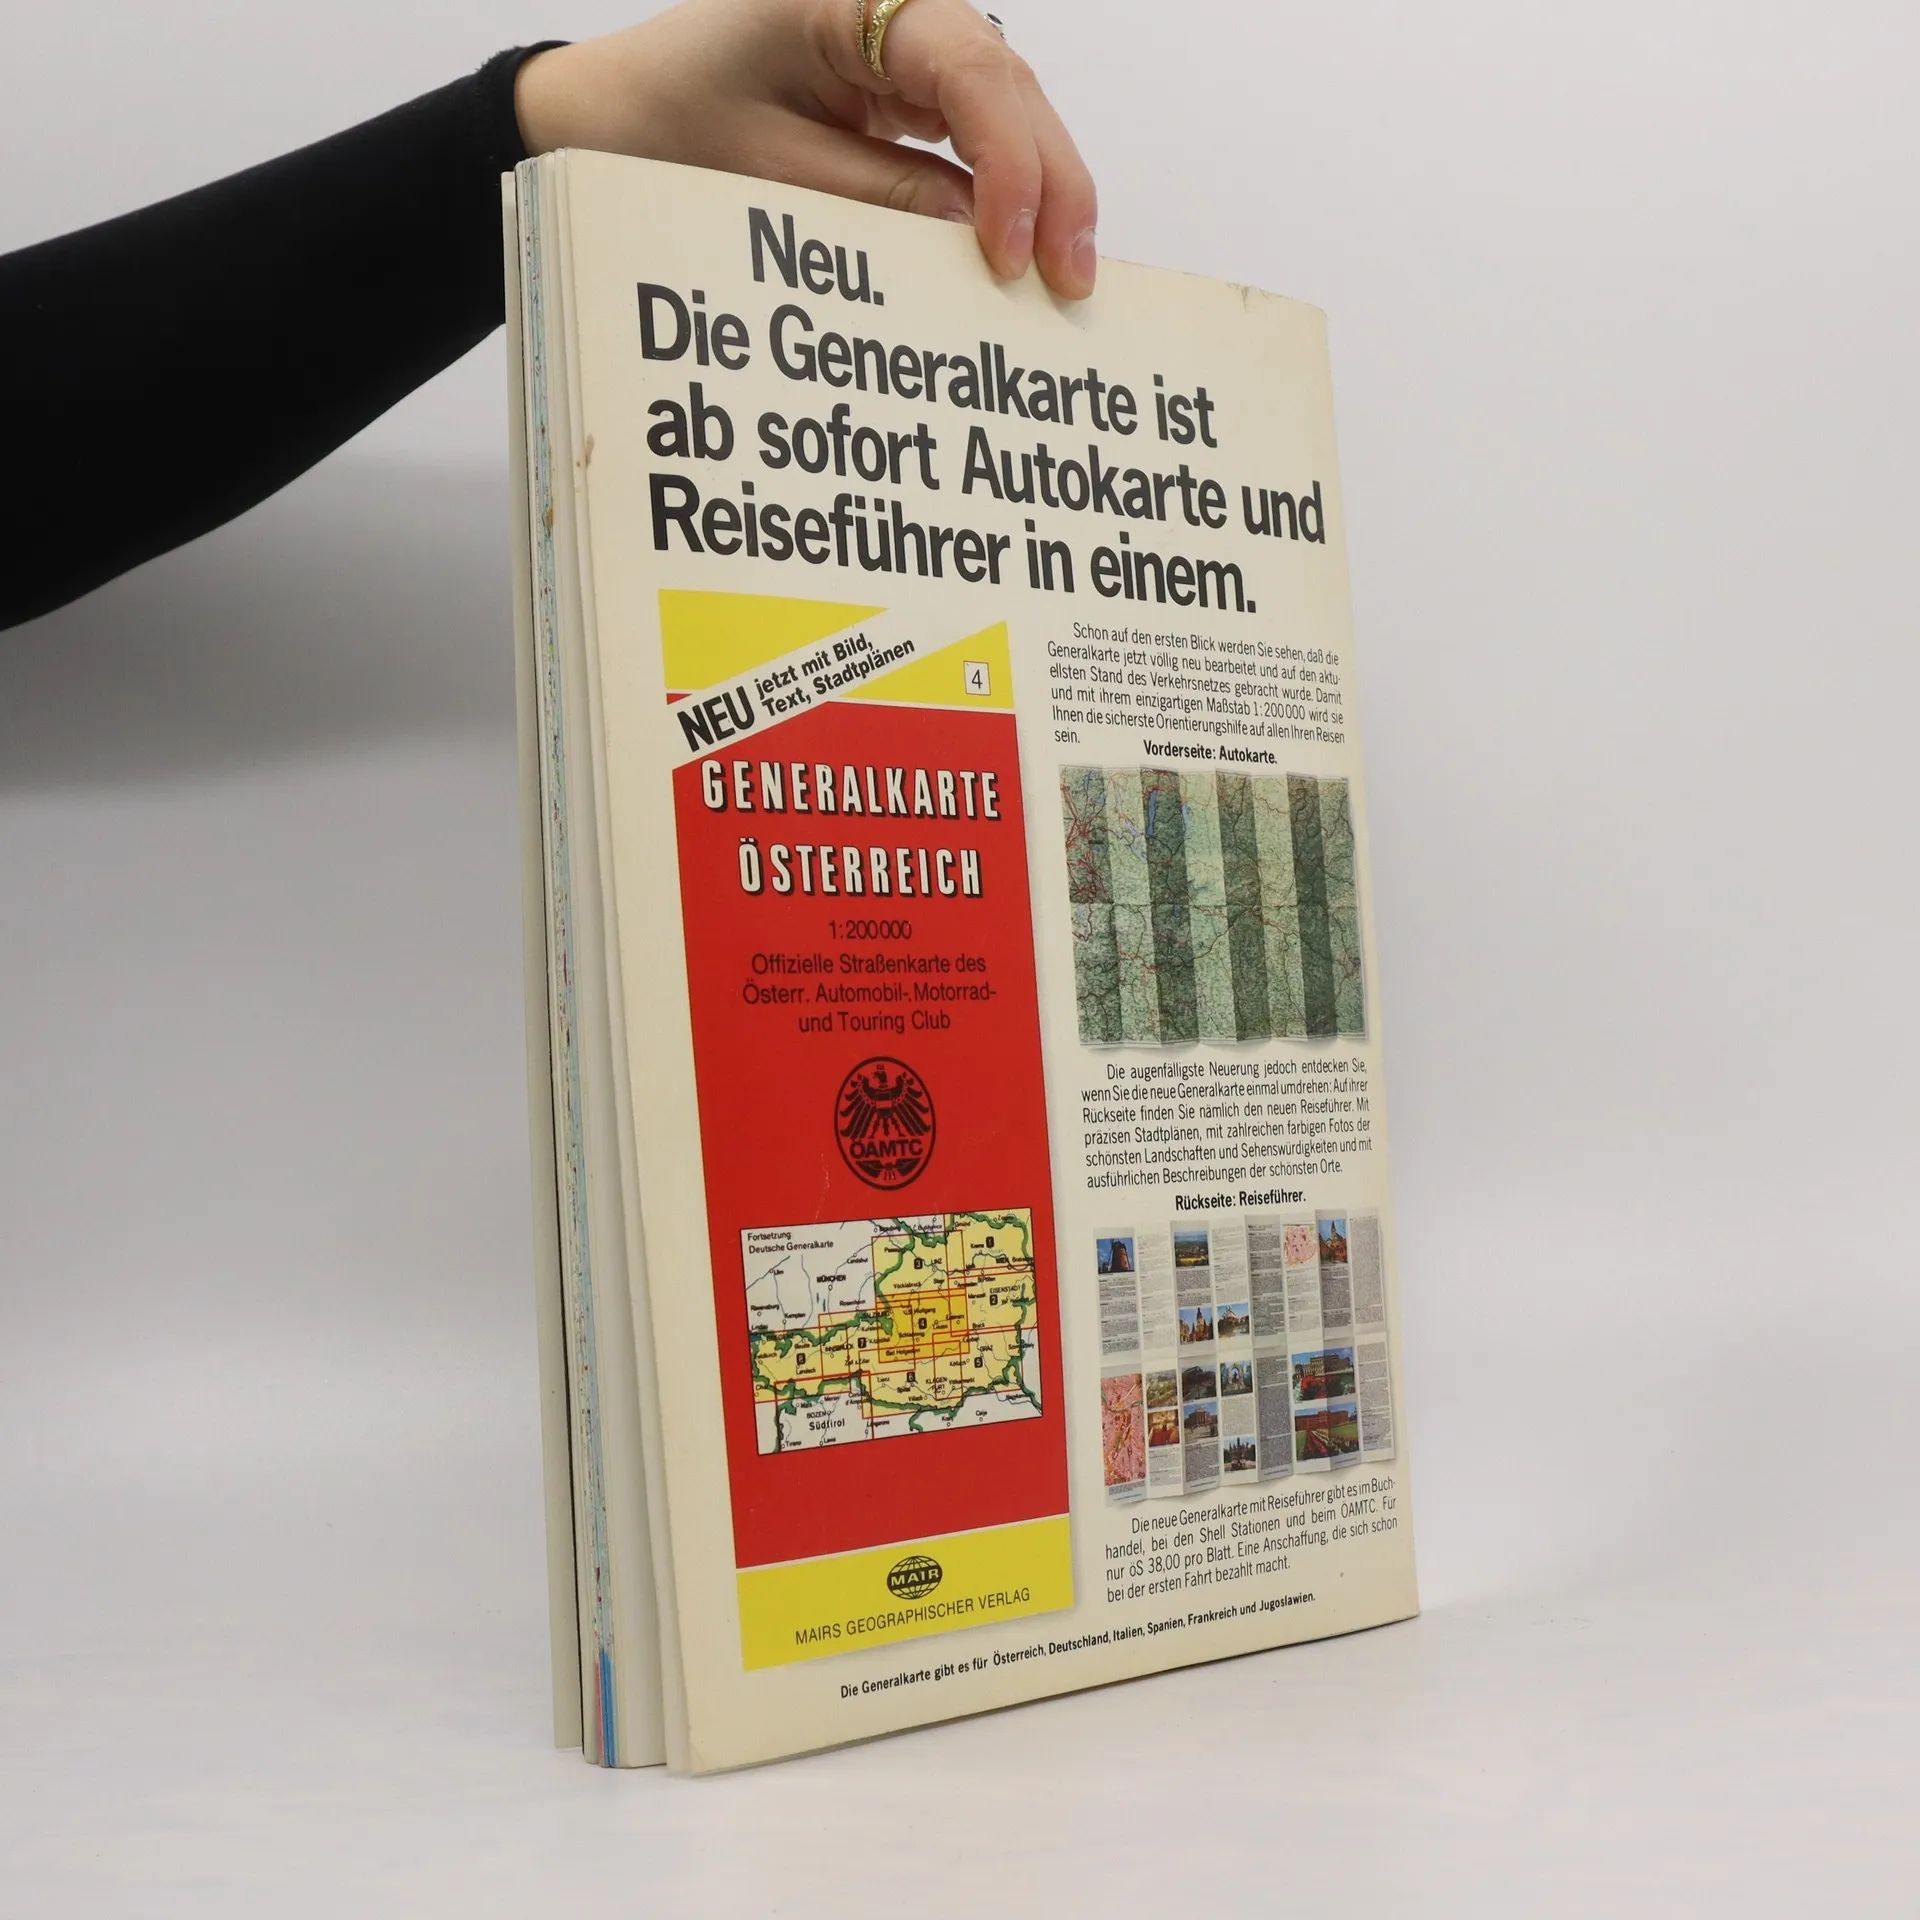 Neu.
Die Generalkarte ist
ab sofort Autokarte und
Reiseführer in einem.
NEU jetzt mit Bild,
Text, Stadtplänen
4
GENERALKARTE
ÖSTERREICH
1:200000
Offizielle Straßenkarte des
Österr. Automobil-, Motorrad-
und Touring Club
ÖAMTC
Fortsetzung
Deutsche Generalkarte
MÜNCHEN
Südtirol
MAIR
MAIRS GEOGRAPHISCHER VERLAG
Schon auf den ersten Blick werden Sie sehen, daß die
Generalkarte jetzt völlig neu bearbeitet und auf den aktu-
ellsten Stand des Verkehrsnetzes gebracht wurde. Damit
und mit ihrem einzigartigen Maßstab 1:200000 wird sie
Ihnen die sicherste Orientierungshilfe auf allen Ihren Reisen
sein.
Vorderseite: Autokarte.
Die augenfälligste Neuerung jedoch entdecken Sie,
wenn Sie die neue Generalkarte einmal umdrehen: Auf ihrer
Rückseite finden Sie nämlich den neuen Reiseführer. Mit
präzisen Stadtplänen, mit zahlreichen farbigen Fotos der
schönsten Landschaften und Sehenswürdigkeiten und mit
ausführlichen Beschreibungen der schönsten Orte.
Rückseite: Reiseführer.
Die neue Generalkarte mit Reiseführer gibt es im Buch-
handel, bei den Shell Stationen und beim ÖAMTC. Für
nur öS 38,00 pro Blatt. Eine Anschaffung, die sich schon
bei der ersten Fahrt bezahlt macht.
Die Generalkarte gibt es für Österreich, Deutschland, Italien, Spanien, Frankreich und Jugoslawien.